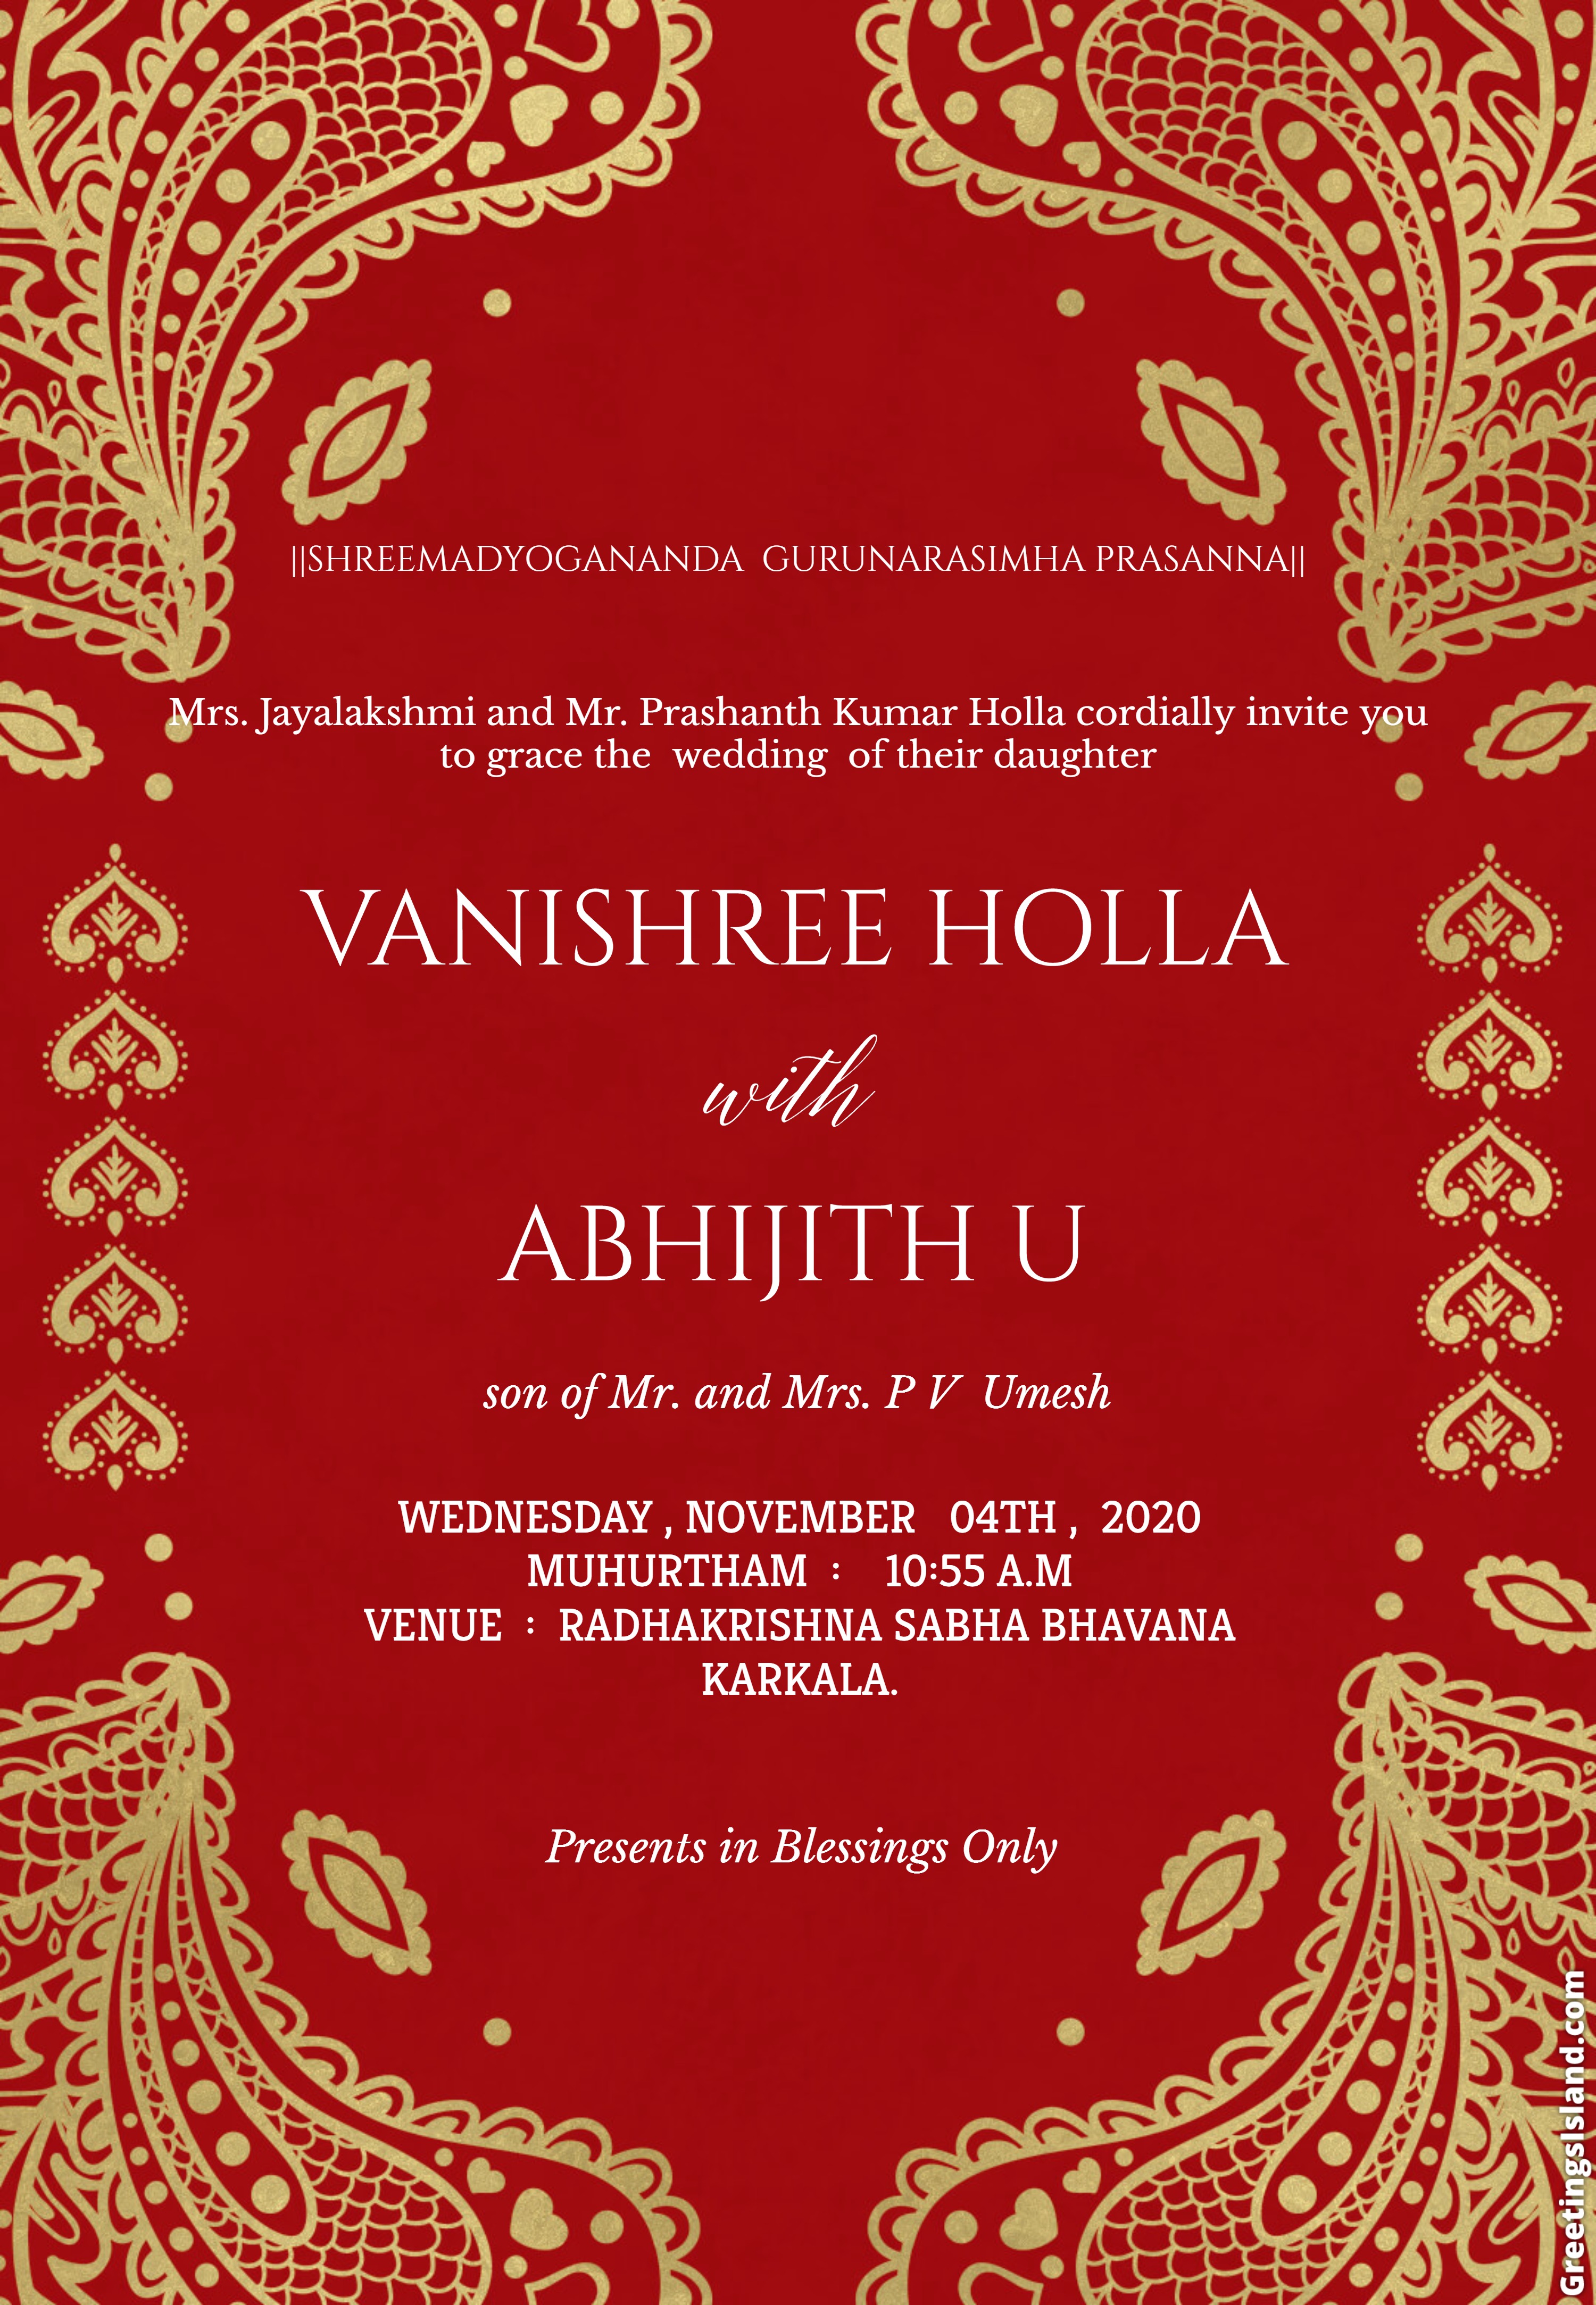 ||SHREEMADYOGANANDA GURUNARASIMHA PRASANNA||
Mrs. Jayalakshmi and Mr. Prashanth Kumar Holla cordially invite you
to grace the wedding of their daughter
VANISHREE HOLLA
with
ABHIJITH U
son of Mr. and Mrs. P V Umesh
WEDNESDAY , NOVEMBER 04TH , 2020
MUHURTHAM : 10:55 A.M
VENUE : RADHAKRISHNA SABHA BHAVANA
KARKALA.
Presents in Blessings Only
GreetingsIsland.com